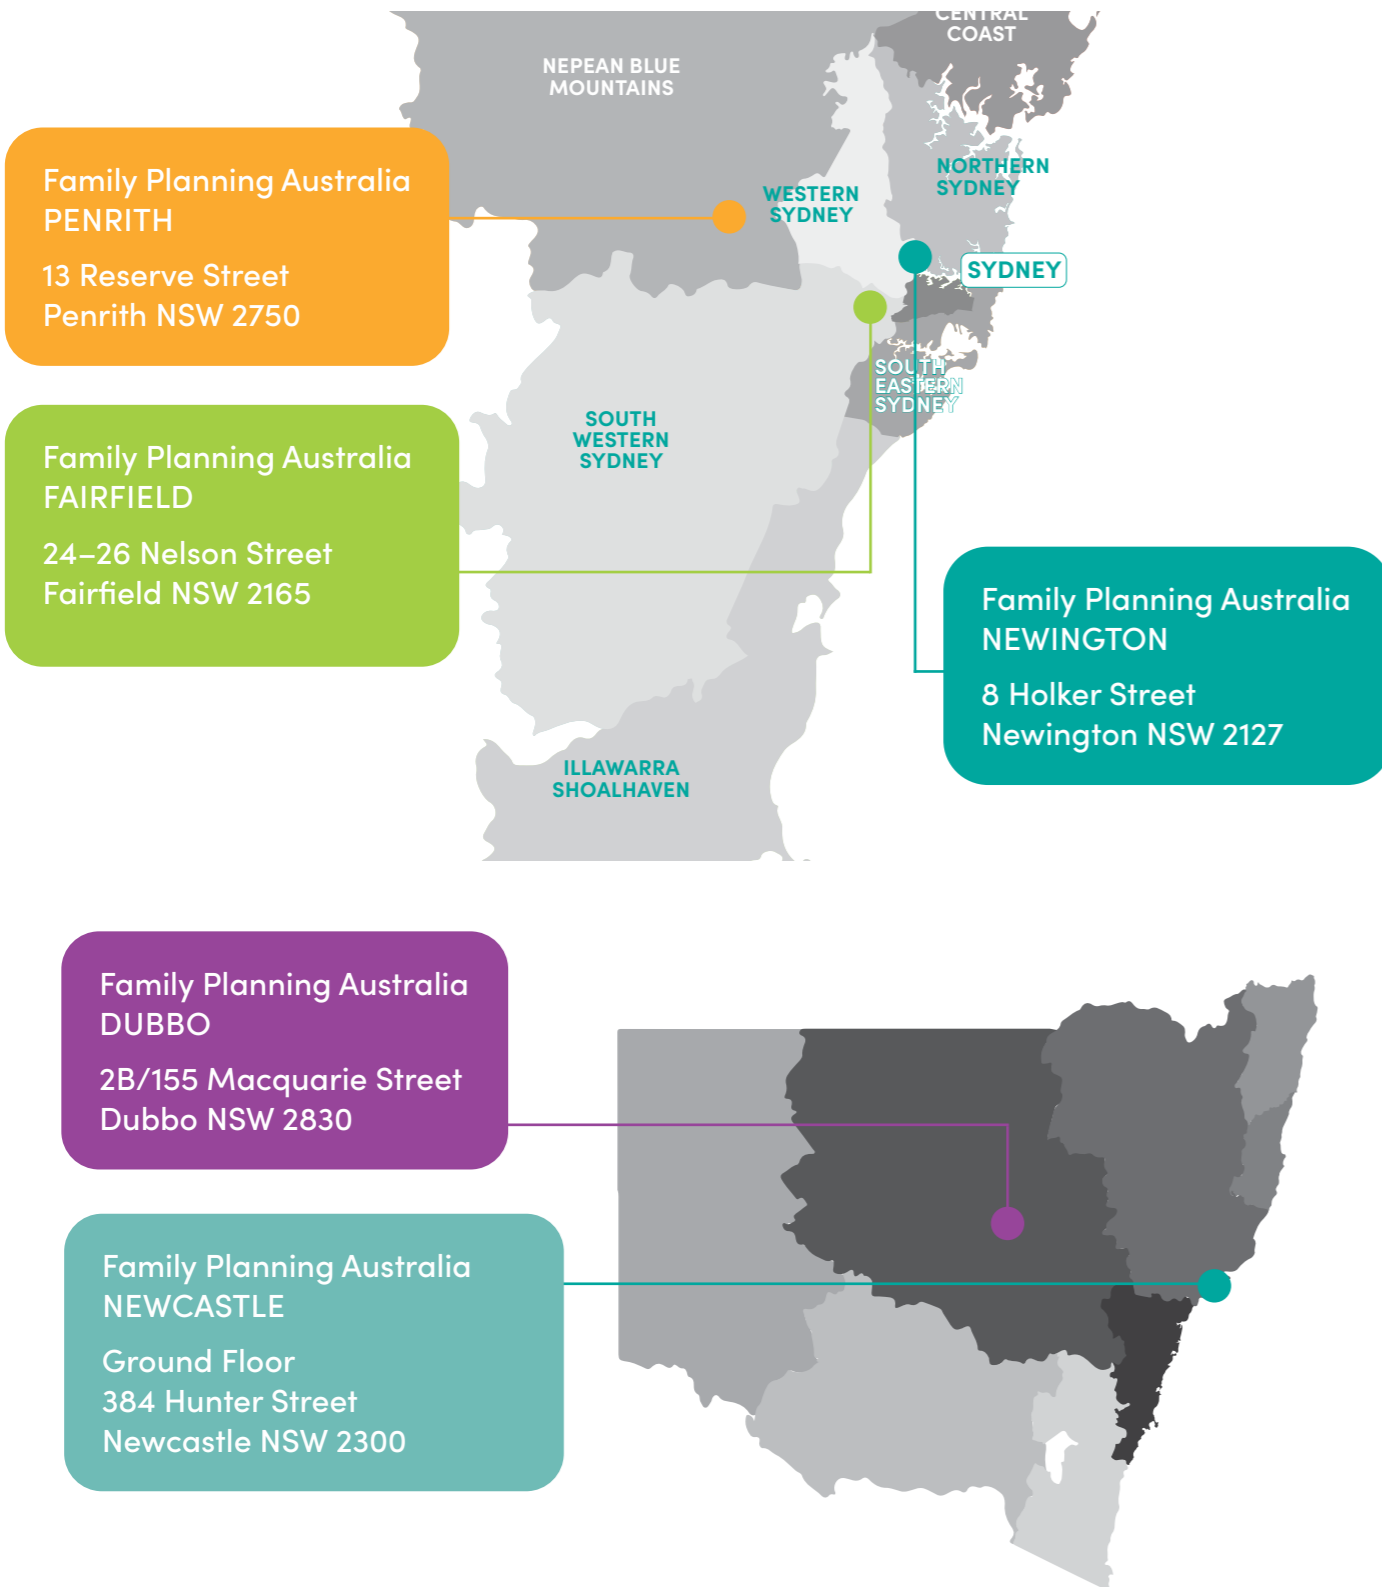 CENTRAL
COAST
NEPEAN BLUE
MOUNTAINS
Family Planning Australia
PENRITH
13 Reserve Street
Penrith NSW 2750
WESTERN
SYDNEY
NORTHERN
SYDNEY
SYDNEY
SOUTH
EASTERN
SYDNEY
Family Planning Australia
FAIRFIELD
24–26 Nelson Street
Fairfield NSW 2165
SOUTH
WESTERN
SYDNEY
Family Planning Australia
NEWINGTON
8 Holker Street
Newington NSW 2127
ILLAWARRA
SHOALHAVEN
Family Planning Australia
DUBBO
2B/155 Macquarie Street
Dubbo NSW 2830
Family Planning Australia
NEWCASTLE
Ground Floor
384 Hunter Street
Newcastle NSW 2300